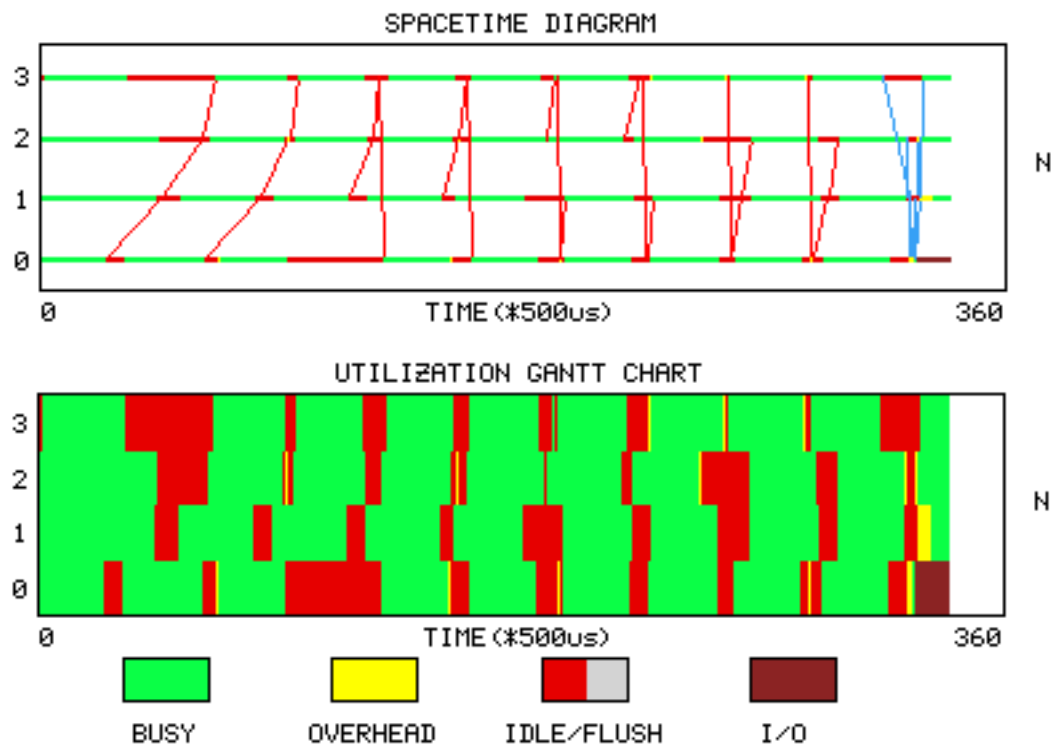 SPACETIME DIAGRAM
3
2
N
1
0
0 TIME(*500us) 360
UTILIZATION GANTT CHART
3
2
N
1
0
0 TIME(*500us) 360
BUSY OVERHEAD IDLE/FLUSH I/O